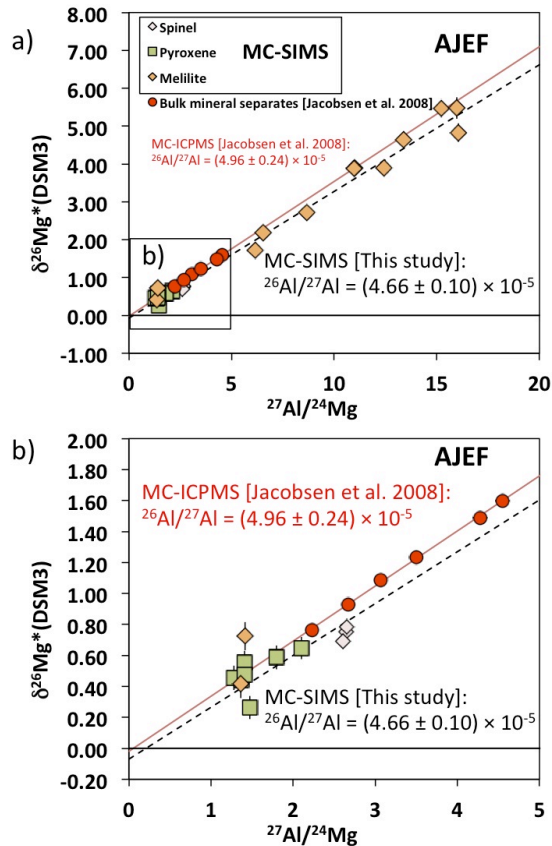 a)
AJEF
Spinel
Pyroxene
Melilite
MC-SIMS
Bulk mineral separates [Jacobsen et al. 2008]
MC-ICPMS [Jacobsen et al. 2008]:
²⁶Al/²⁷Al = (4.96 ± 0.24) × 10⁻⁵
b)
MC-SIMS [This study]:
²⁶Al/²⁷Al = (4.66 ± 0.10) × 10⁻⁵
8.00
7.00
6.00
5.00
4.00
3.00
2.00
1.00
0.00
-1.00
δ²⁶Mg*(DSM3)
0 5 10 15 20
²⁷Al/²⁴Mg
b)
AJEF
MC-ICPMS [Jacobsen et al. 2008]:
²⁶Al/²⁷Al = (4.96 ± 0.24) × 10⁻⁵
MC-SIMS [This study]:
²⁶Al/²⁷Al = (4.66 ± 0.10) × 10⁻⁵
2.00
1.80
1.60
1.40
1.20
1.00
0.80
0.60
0.40
0.20
0.00
-0.20
δ²⁶Mg*(DSM3)
0 1 2 3 4 5
²⁷Al/²⁴Mg